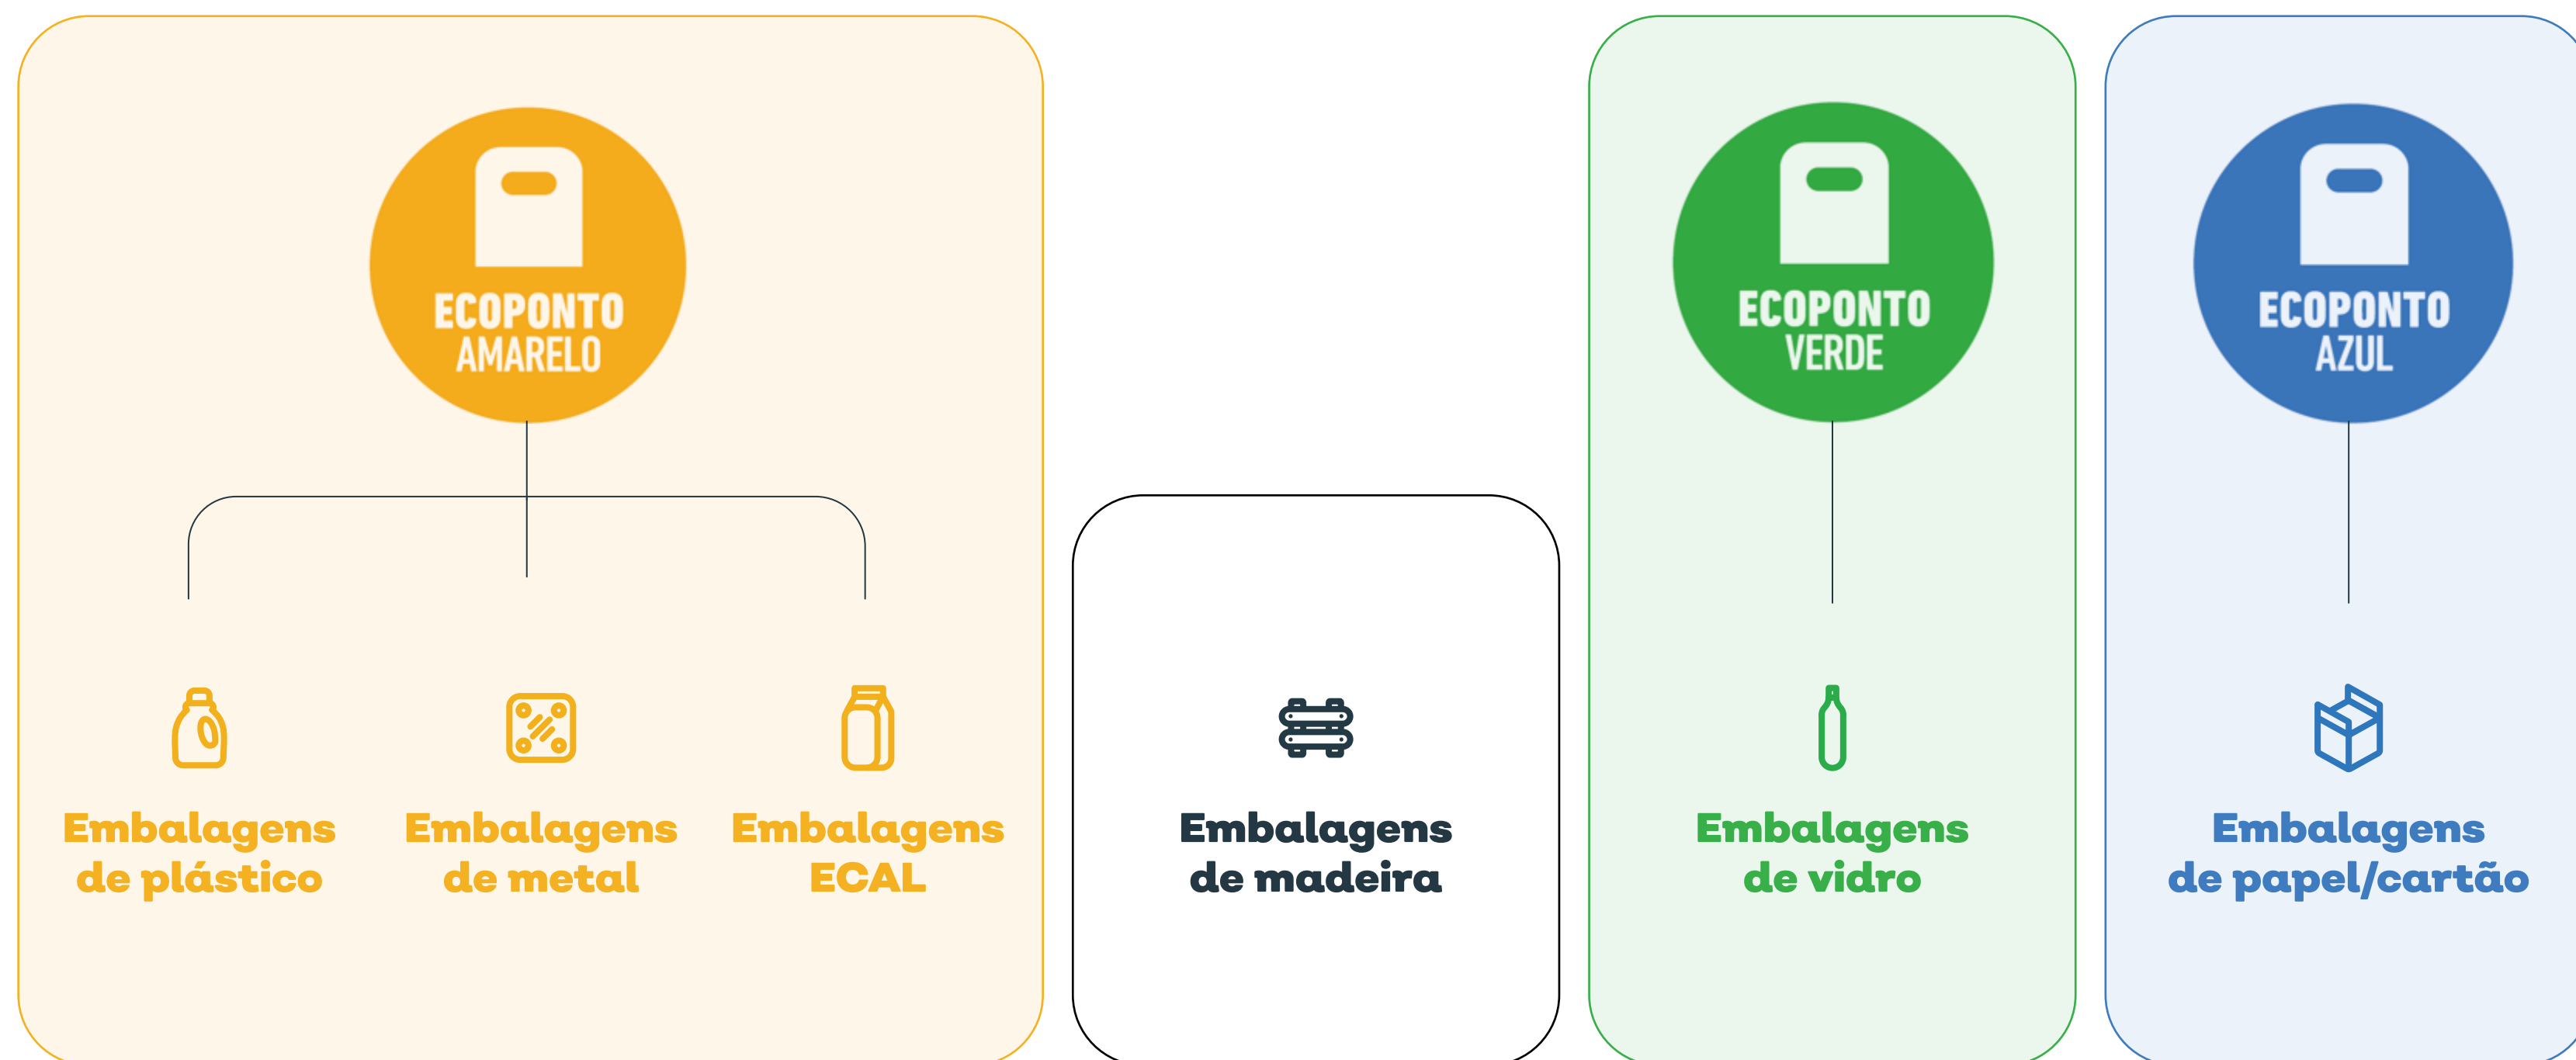 ECOPONTO
AMARELO
Embalagens
de plástico
Embalagens
de metal
Embalagens
ECAL
Embalagens
de madeira
ECOPONTO
VERDE
Embalagens
de vidro
ECOPONTO
AZUL
Embalagens
de papel/cartão